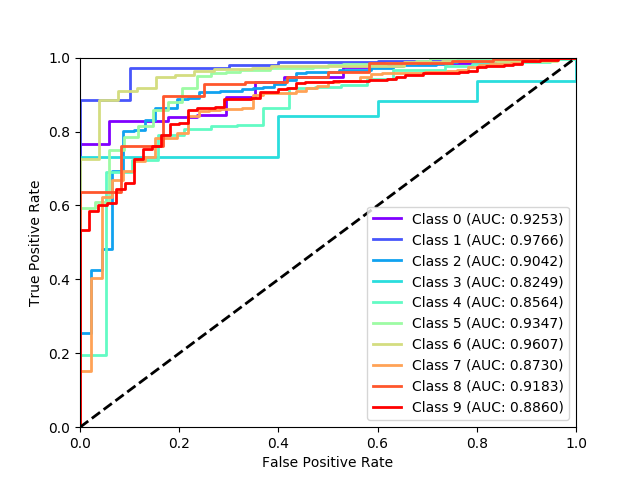 1.0
0.8
0.6
0.4
0.2
0.0
True Positive Rate
Class 0 (AUC: 0.9253)
Class 1 (AUC: 0.9766)
Class 2 (AUC: 0.9042)
Class 3 (AUC: 0.8249)
Class 4 (AUC: 0.8564)
Class 5 (AUC: 0.9347)
Class 6 (AUC: 0.9607)
Class 7 (AUC: 0.8730)
Class 8 (AUC: 0.9183)
Class 9 (AUC: 0.8860)
0.0 0.2 0.4 0.6 0.8 1.0
False Positive Rate